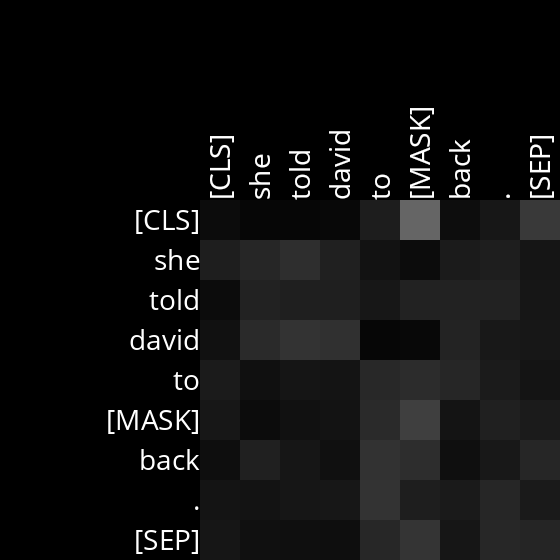 [CLS] she told david to [MASK] back . [SEP]
[CLS]
she
told
david
to
[MASK]
back
.
[SEP]